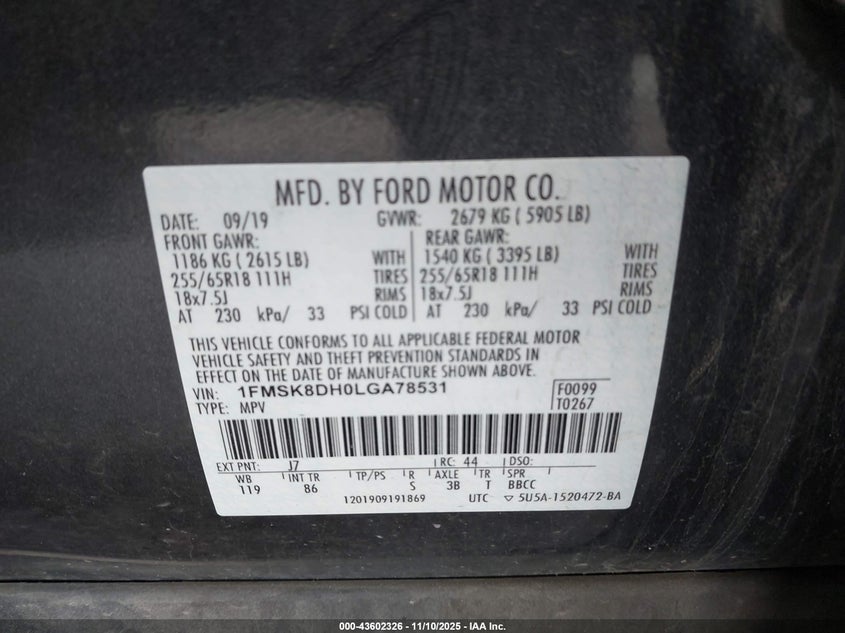 MFD. BY FORD MOTOR CO.
DATE: 09/19 GVWR: 2679 KG ( 5905 LB)
FRONT GAWR: REAR GAWR:
1186 KG ( 2615 LB) WITH 1540 KG ( 3395 LB) WITH
255/65R18 111H TIRES 255/65R18 111H TIRES
18x7.5J RIMS 18x7.5J RIMS
AT 230 kPa/ 33 PSI COLD AT 230 kPa/ 33 PSI COLD
THIS VEHICLE CONFORMS TO ALL APPLICABLE FEDERAL MOTOR
VEHICLE SAFETY AND THEFT PREVENTION STANDARDS IN
EFFECT ON THE DATE OF MANUFACTURE SHOWN ABOVE.
VIN: 1FMSK8DH0LGA78531 F0099
TYPE: MPV T0267
EXT PNT: J7 RC: 44 DSO:
WB INT TR TP/PS R AXLE TR SPR
119 86 S 3B T BBCC
1201909191869 UTC ▽ 5U5A-1520472-BA
000-43602326 - 11/10/2025 - IAA Inc.